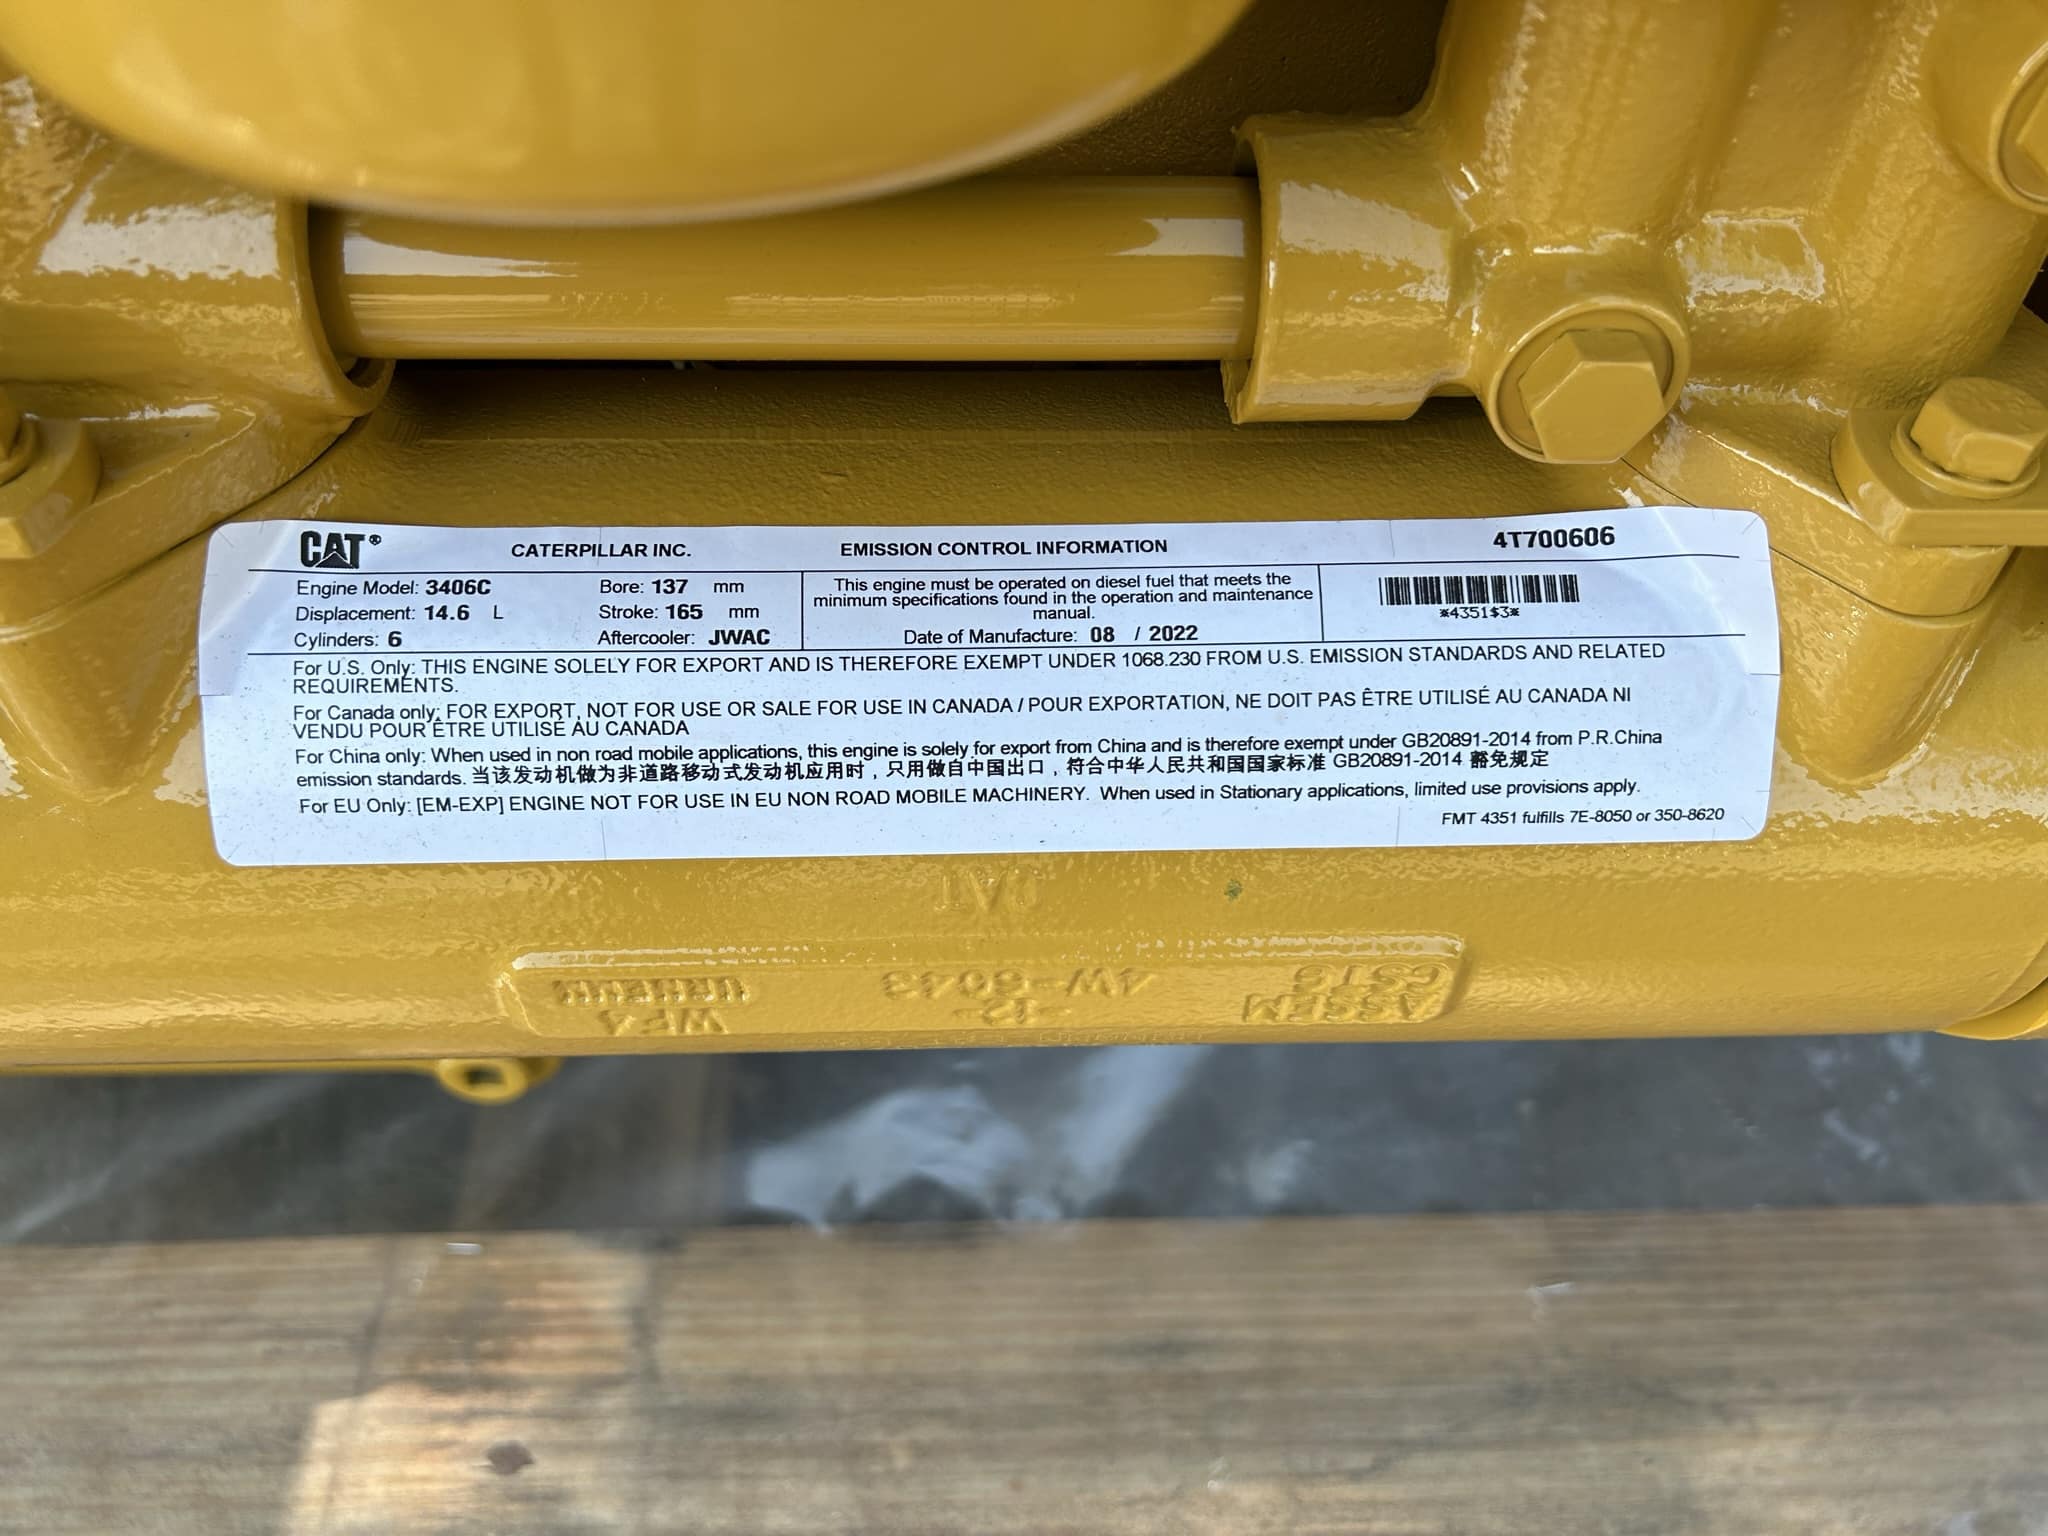 CAT® CATERPILLAR INC. EMISSION CONTROL INFORMATION 4T700606
Engine Model: 3406C Bore: 137 mm
Displacement: 14.6 L Stroke: 165 mm
Cylinders: 6 Aftercooler: JWAC
This engine must be operated on diesel fuel that meets the
minimum specifications found in the operation and maintenance
manual.
Date of Manufacture: 08 / 2022
*4351$3*
For U.S. Only: THIS ENGINE SOLELY FOR EXPORT AND IS THEREFORE EXEMPT UNDER 1068.230 FROM U.S. EMISSION STANDARDS AND RELATED
REQUIREMENTS.
For Canada only: FOR EXPORT, NOT FOR USE OR SALE FOR USE IN CANADA / POUR EXPORTATION, NE DOIT PAS ÊTRE UTILISÉ AU CANADA NI
VENDU POUR ÊTRE UTILISÉ AU CANADA
For China only: When used in non road mobile applications, this engine is solely for export from China and is therefore exempt under GB20891-2014 from P.R.China
emission standards. 当该发动机做为非道路移动式发动机应用时，只用做自中国出口，符合中华人民共和国国家标准 GB20891-2014 豁免规定
For EU Only: [EM-EXP] ENGINE NOT FOR USE IN EU NON ROAD MOBILE MACHINERY. When used in Stationary applications, limited use provisions apply.
FMT 4351 fulfills 7E-8050 or 350-8620
CAT